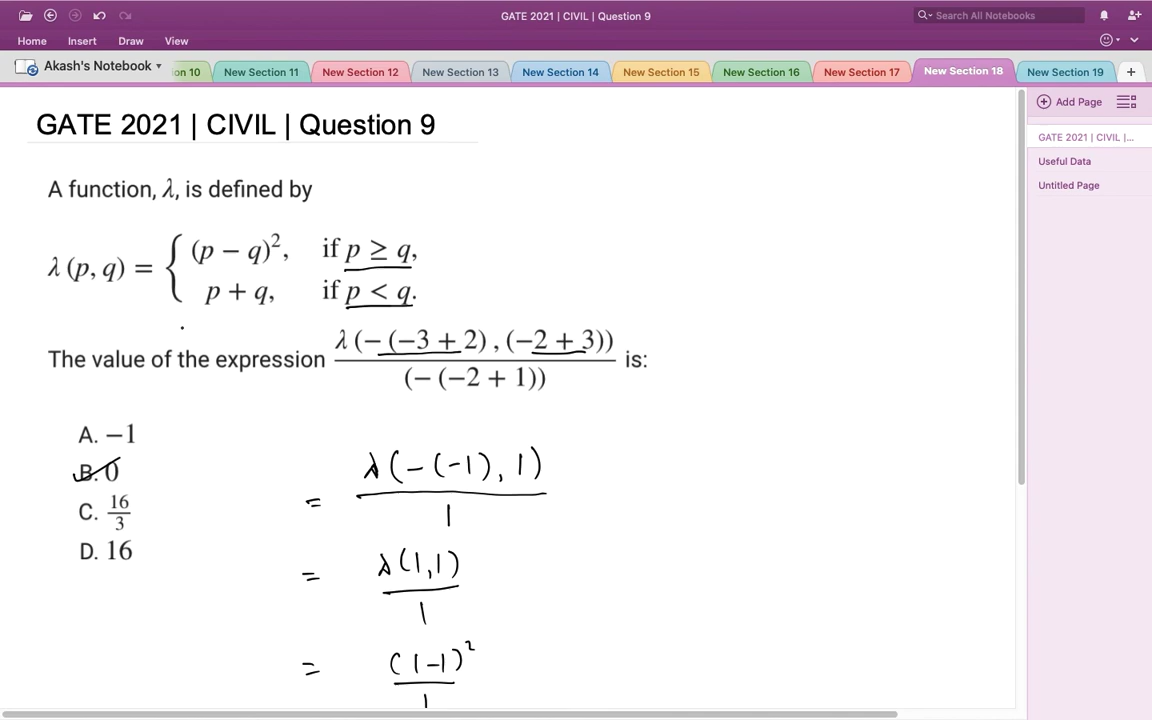 GATE 2021 | CIVIL | Question 9
Search All Notebooks
Home Insert Draw View
Akash's Notebook
ion 10 New Section 11 New Section 12 New Section 13 New Section 14 New Section 15 New Section 16 New Section 17 New Section 18 New Section 19 +
Add Page
GATE 2021 | CIVIL |...
Useful Data
Untitled Page
GATE 2021 | CIVIL | Question 9
A function, λ, is defined by
λ (p, q) = { (p − q)², if p ≥ q,
p + q, if p < q.
The value of the expression λ (− (−3 + 2) , (−2 + 3)) / (− (−2 + 1)) is:
A. −1
B. 0
C. 16/3
D. 16
= λ(-(-1), 1) / 1
= λ(1,1) / 1
= (1-1)² / 1